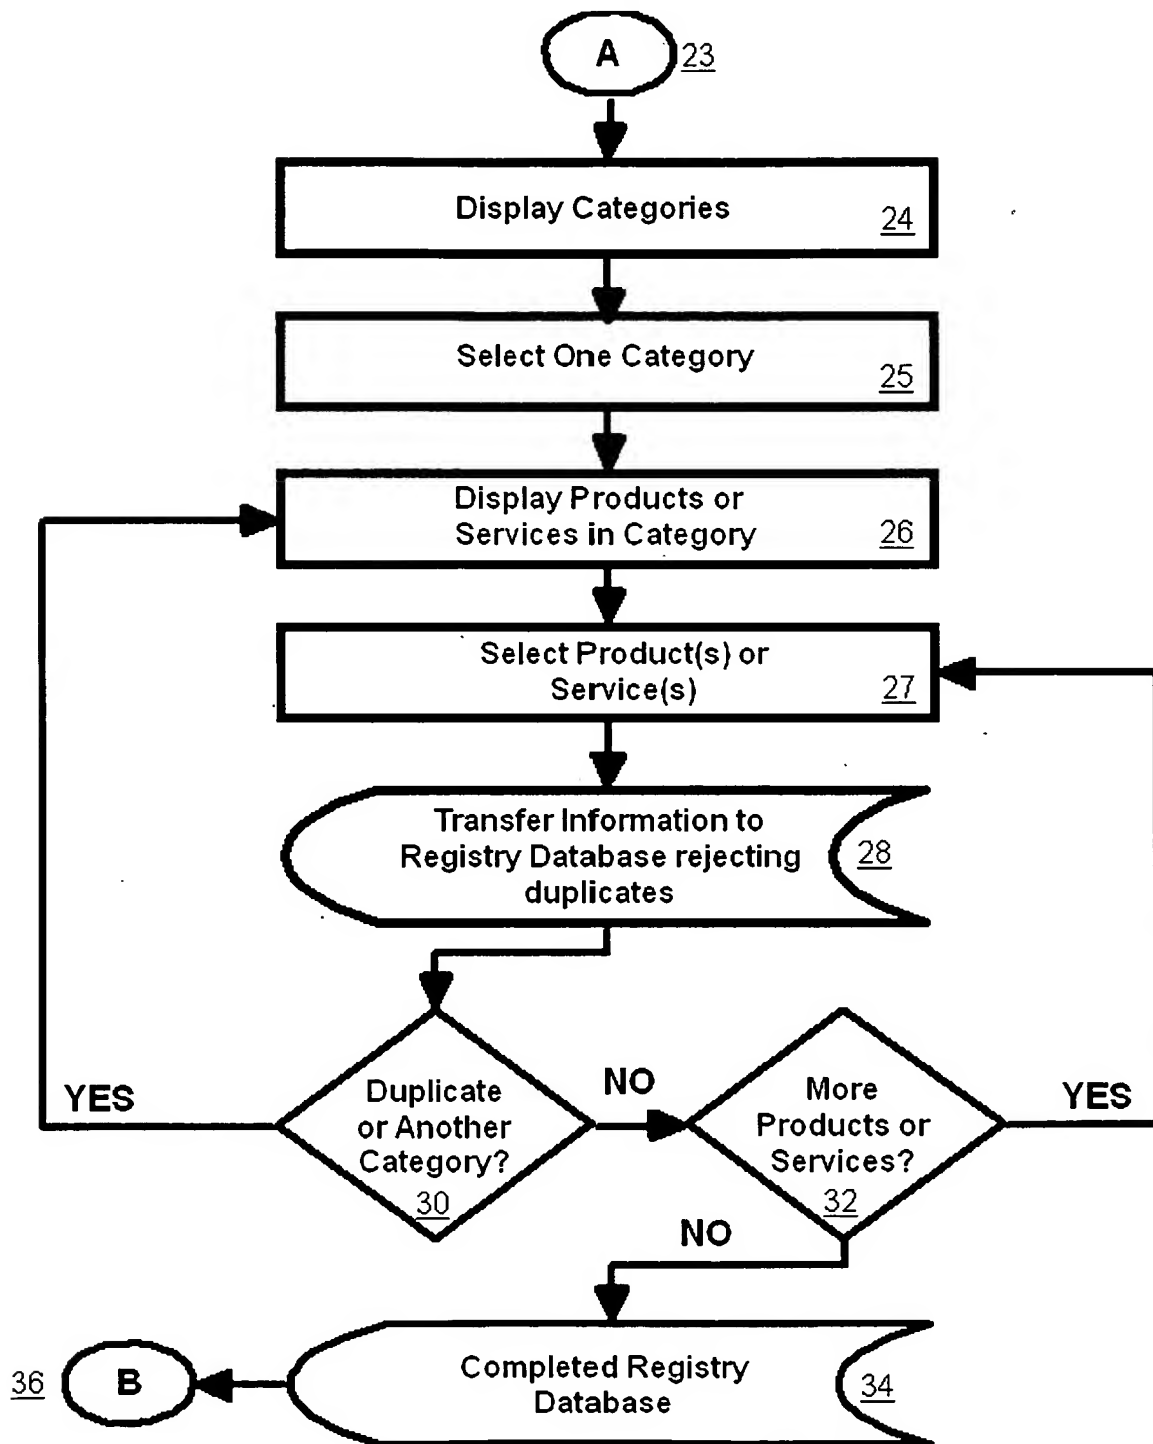 A
23
Display Categories
24
Select One Category
25
Display Products or
Services in Category
26
Select Product(s) or
Service(s)
27
Transfer Information to
Registry Database rejecting
duplicates
28
YES
Duplicate
or Another
Category?
30
NO
More
Products or
Services?
32
YES
NO
Completed Registry
Database
34
B
36